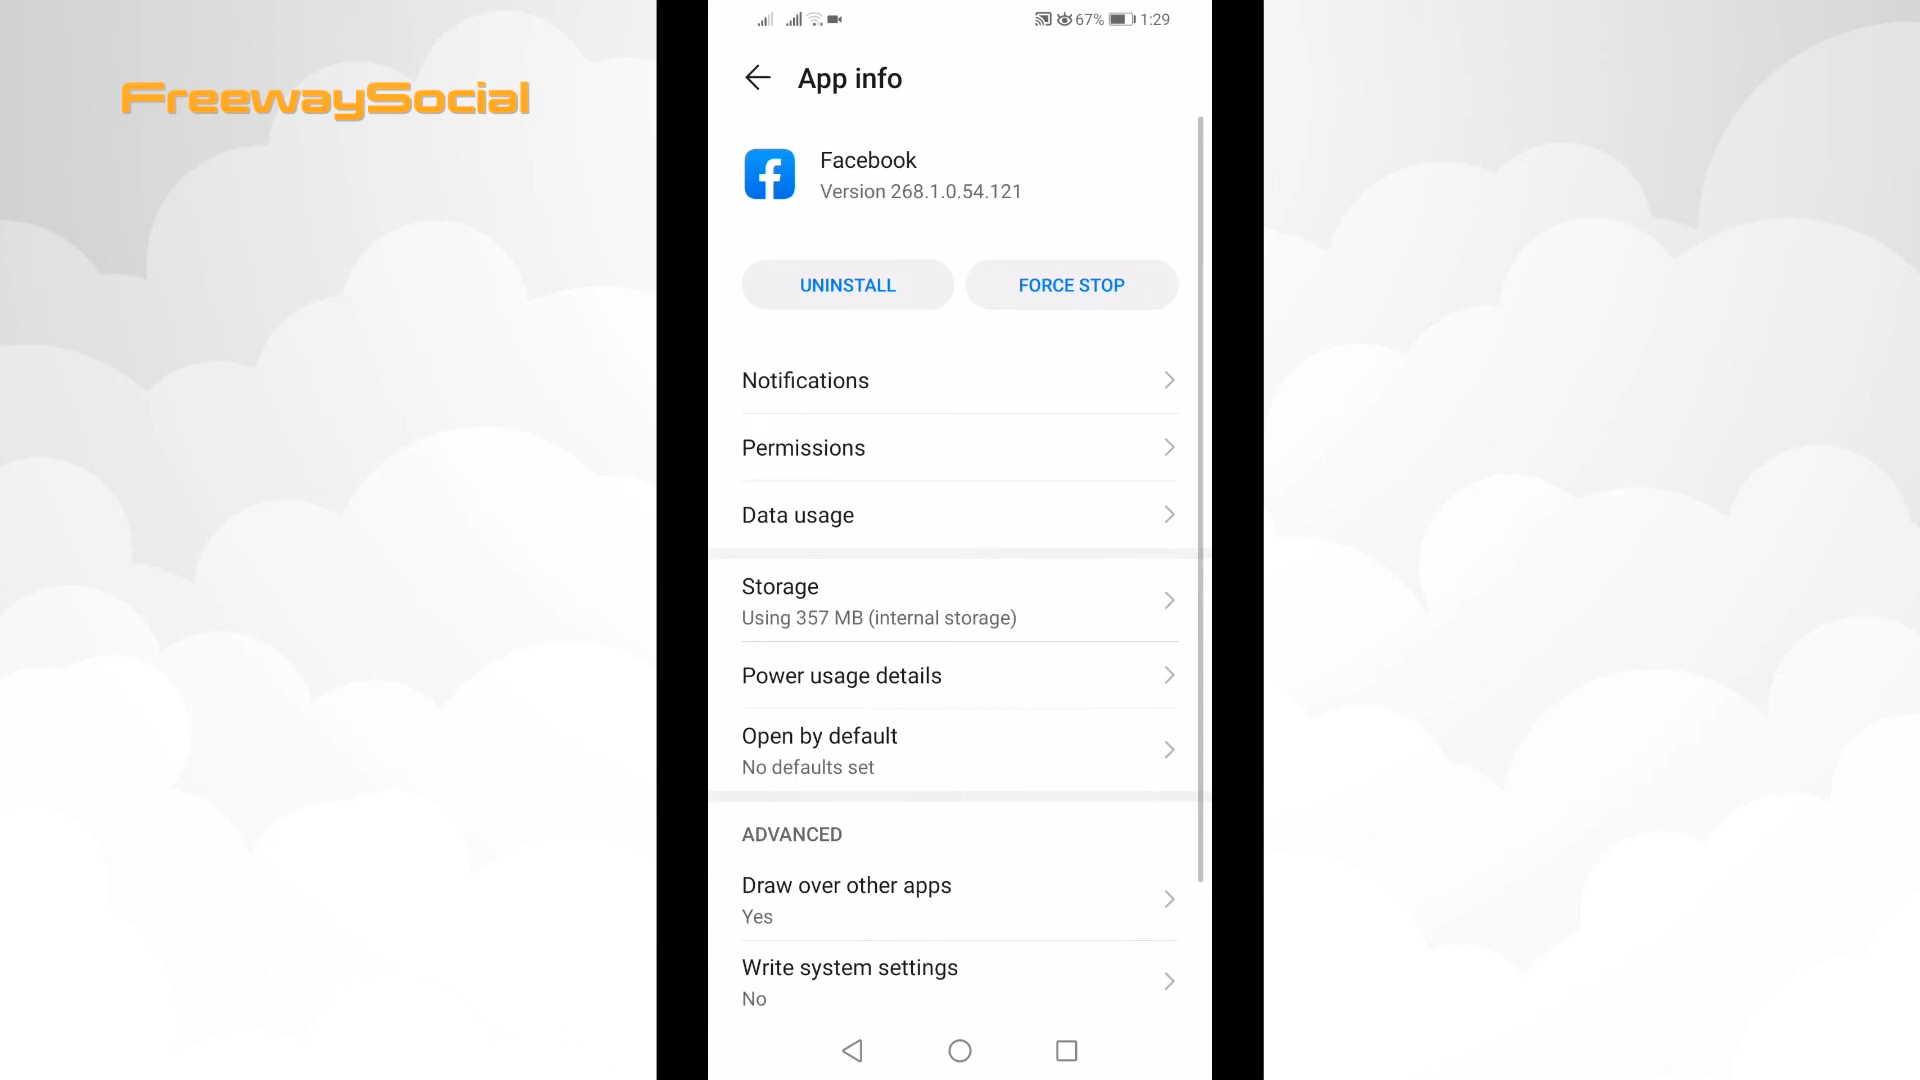 67% 1:29
FreewaySocial
App info
Facebook
Version 268.1.0.54.121
UNINSTALL
FORCE STOP
Notifications
Permissions
Data usage
Storage
Using 357 MB (internal storage)
Power usage details
Open by default
No defaults set
ADVANCED
Draw over other apps
Yes
Write system settings
No